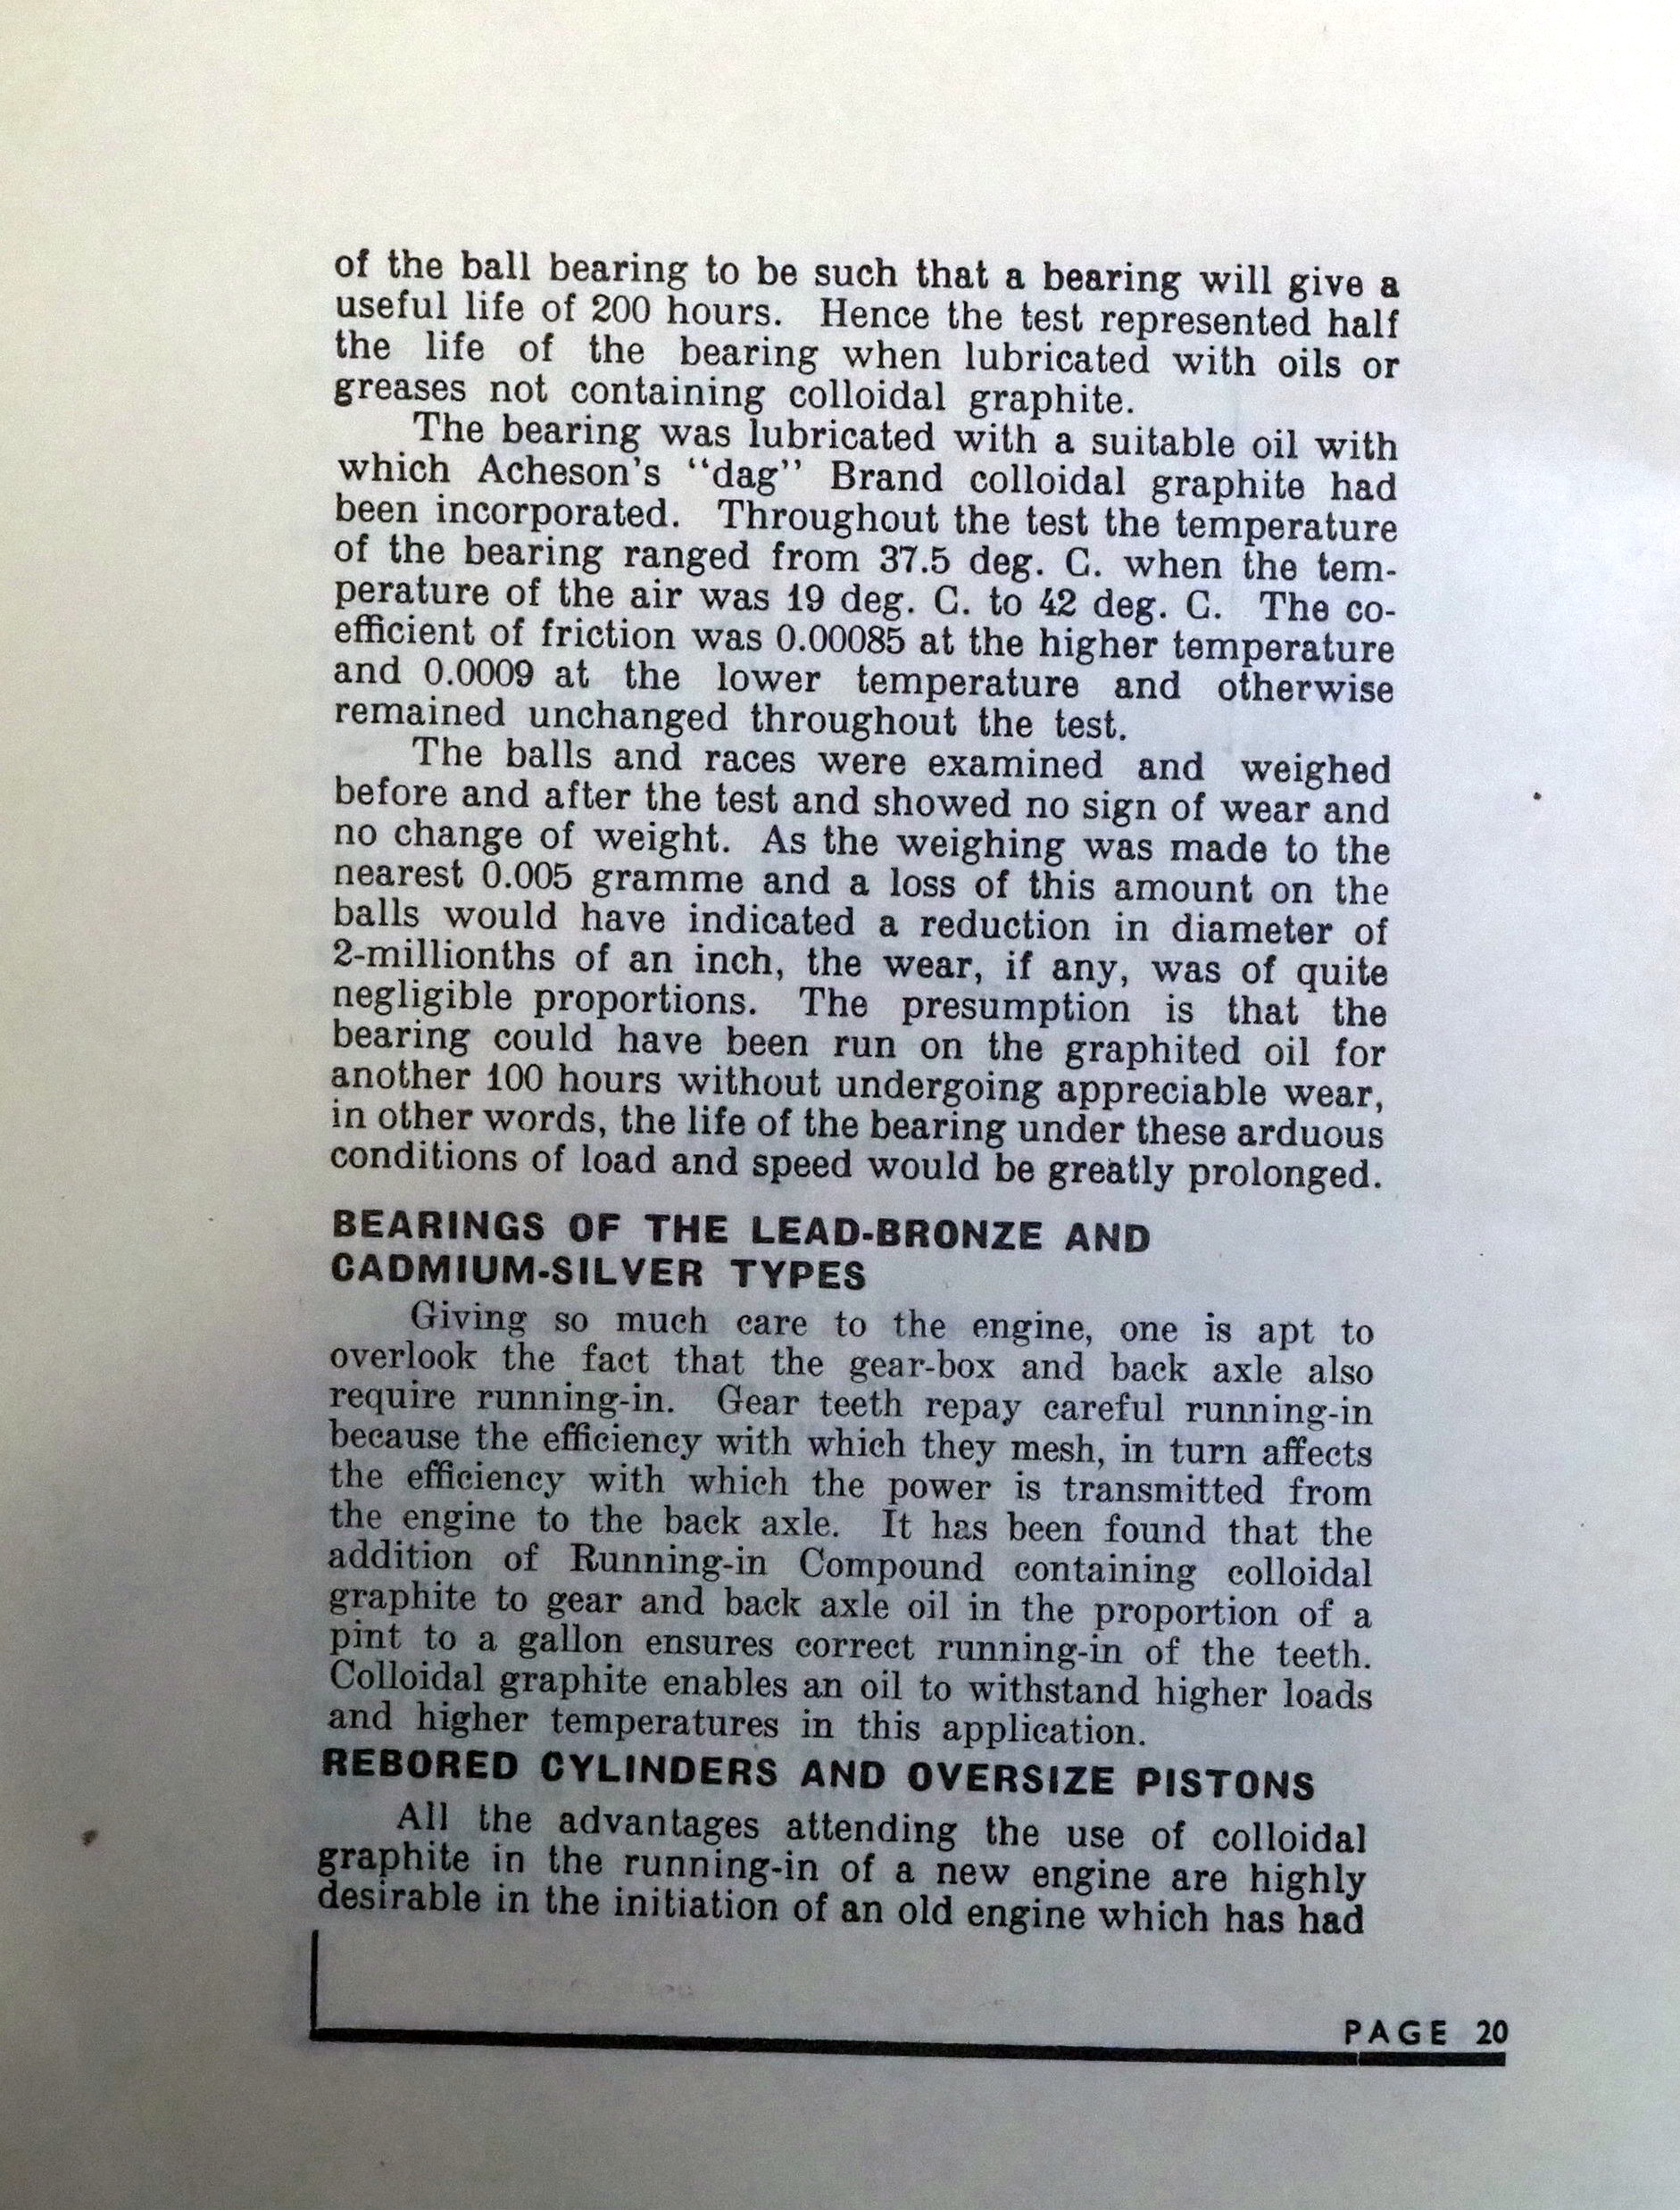 of the ball bearing to be such that a bearing will give a
useful life of 200 hours. Hence the test represented half
the life of the bearing when lubricated with oils or
greases not containing colloidal graphite.
The bearing was lubricated with a suitable oil with
which Acheson's "dag" Brand colloidal graphite had
been incorporated. Throughout the test the temperature
of the bearing ranged from 37.5 deg. C. when the tem-
perature of the air was 19 deg. C. to 42 deg. C. The co-
efficient of friction was 0.00085 at the higher temperature
and 0.0009 at the lower temperature and otherwise
remained unchanged throughout the test.
The balls and races were examined and weighed
before and after the test and showed no sign of wear and
no change of weight. As the weighing was made to the
nearest 0.005 gramme and a loss of this amount on the
balls would have indicated a reduction in diameter of
2-millionths of an inch, the wear, if any, was of quite
negligible proportions. The presumption is that the
bearing could have been run on the graphited oil for
another 100 hours without undergoing appreciable wear,
in other words, the life of the bearing under these arduous
conditions of load and speed would be greatly prolonged.
BEARINGS OF THE LEAD-BRONZE AND
CADMIUM-SILVER TYPES
Giving so much care to the engine, one is apt to
overlook the fact that the gear-box and back axle also
require running-in. Gear teeth repay careful running-in
because the efficiency with which they mesh, in turn affects
the efficiency with which the power is transmitted from
the engine to the back axle. It has been found that the
addition of Running-in Compound containing colloidal
graphite to gear and back axle oil in the proportion of a
pint to a gallon ensures correct running-in of the teeth.
Colloidal graphite enables an oil to withstand higher loads
and higher temperatures in this application.
REBORED CYLINDERS AND OVERSIZE PISTONS
All the advantages attending the use of colloidal
graphite in the running-in of a new engine are highly
desirable in the initiation of an old engine which has had
PAGE 20